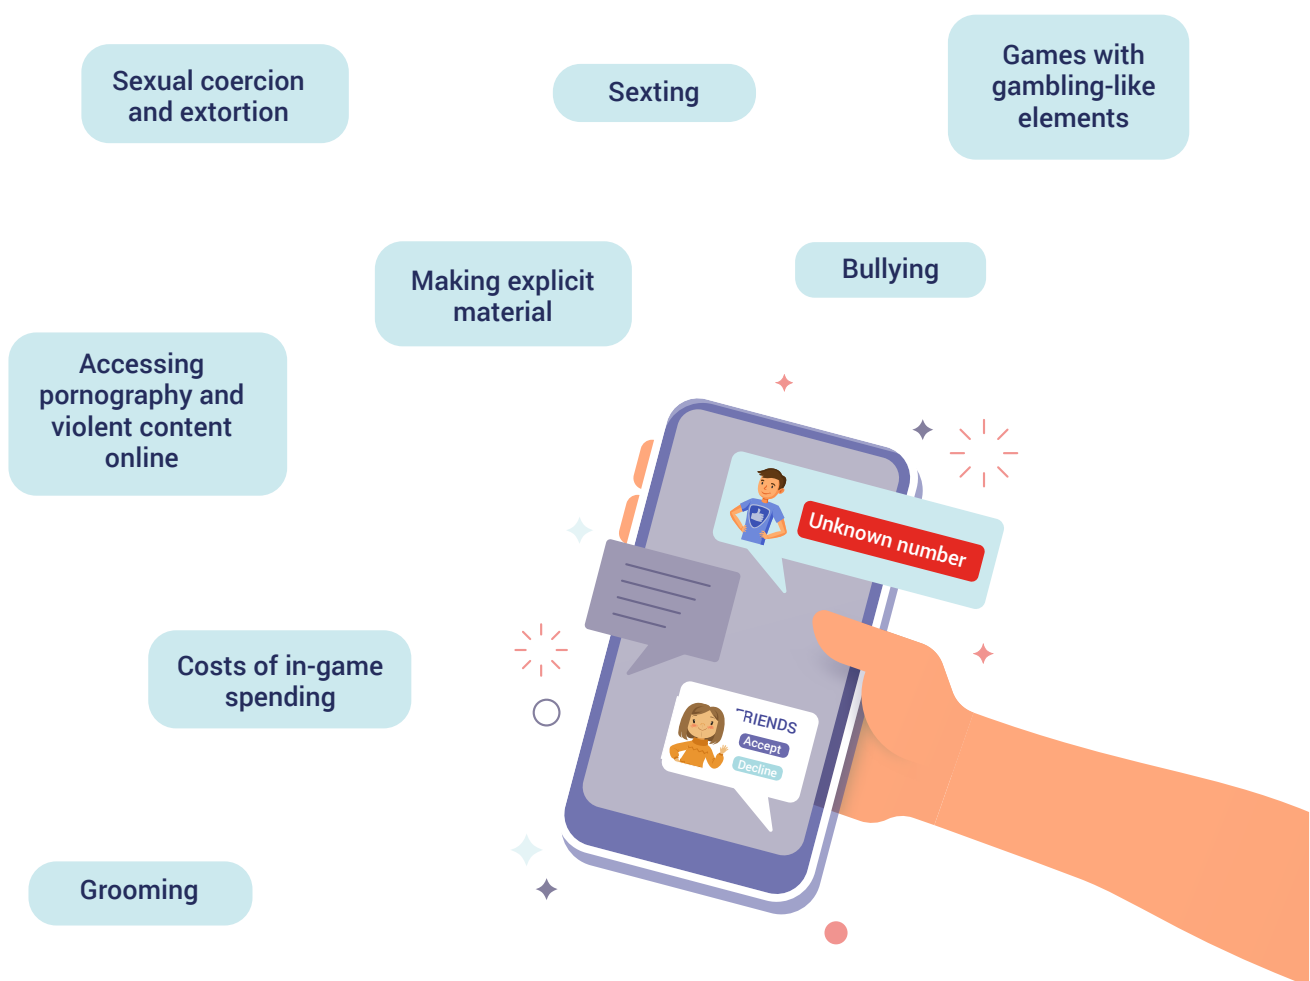 Sexual coercion
and extortion
Sexting
Games with
gambling-like
elements
Making explicit
material
Bullying
Accessing
pornography and
violent content
online
Unknown number
Costs of in-game
spending
FRIENDS
Accept
Decline
Grooming